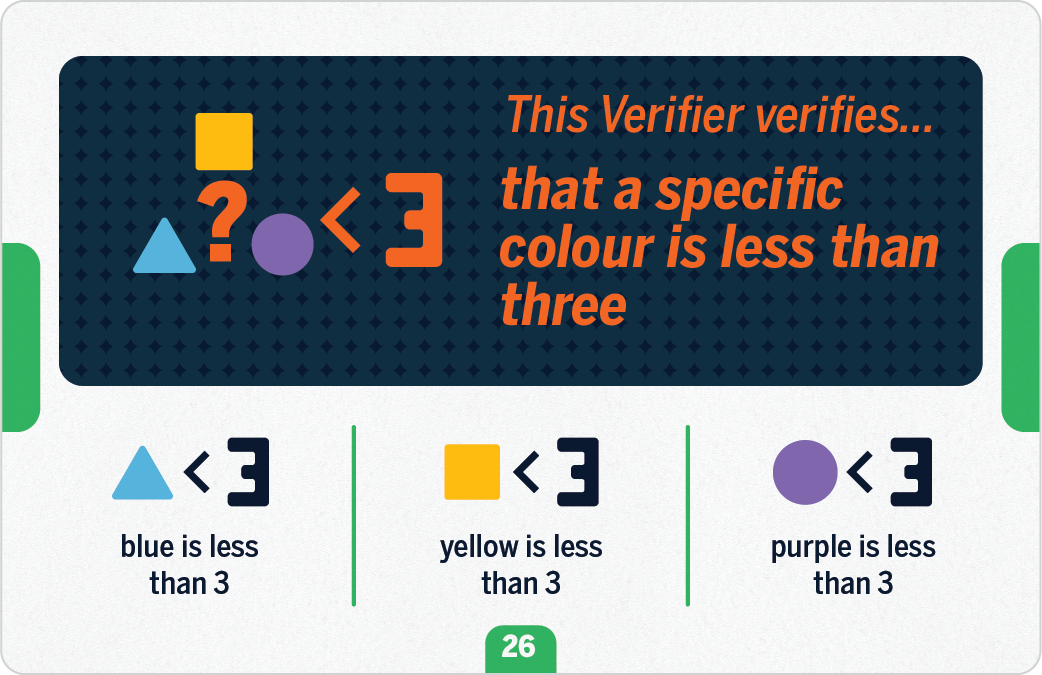 This Verifier verifies...
? < 3
that a specific
colour is less than
three
< 3
< 3
< 3
blue is less
than 3
yellow is less
than 3
purple is less
than 3
26